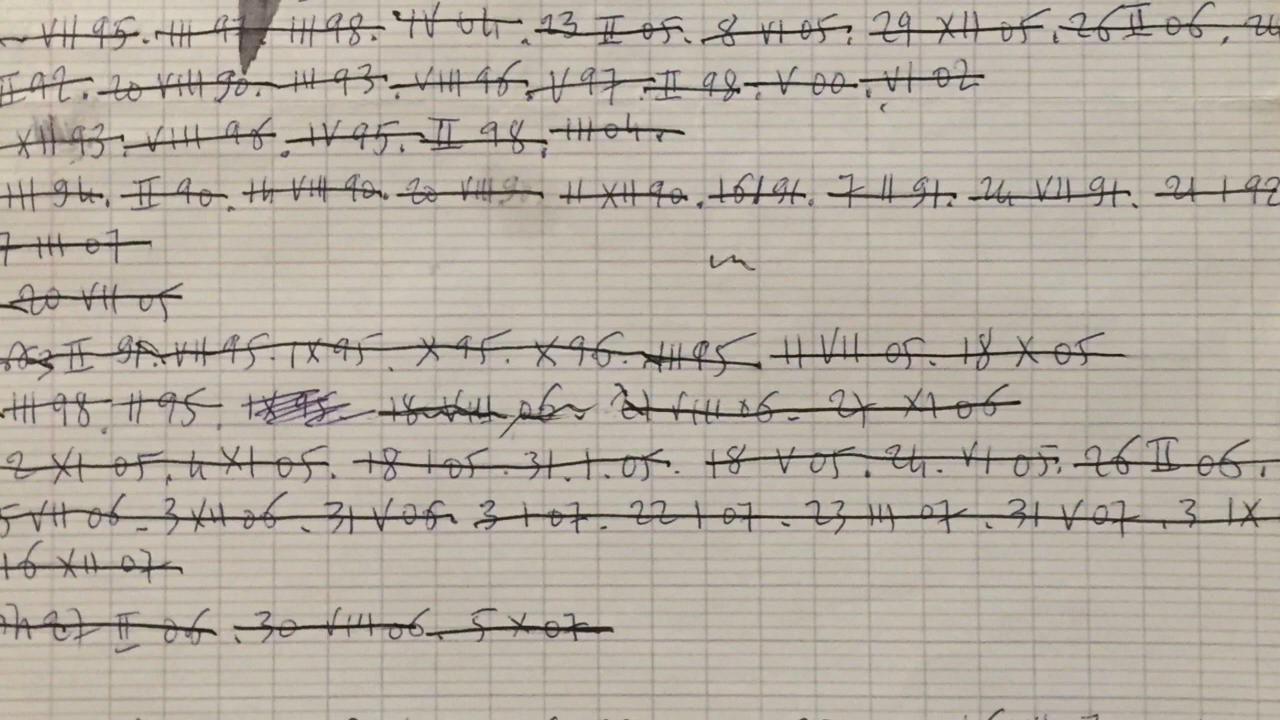 VII 95. III 97. III 98. IV 04. 23 II 05. 8 VI 05. 29 XII 05. 26 II 06.
II 92. 20 VIII 90. III 93. VIII 96. V 97. II 98. V 00. VI 02
XII 93. VIII 96. IV 95. II 98. III 04.
III 94. II 90. 14 VIII 90. 20 VIII 90 11 XII 90. 16 I 91. 7 II 91. 24 VII 91. 21 I 92
7 III 07
20 VII 05
II 95. VII 95. IX 95. X 95. X 96. 11 VII 05. 18 X 05
III 98. II 95. IX 95. 18 VIII 06. 21 VIII 06. 27 XI 06
2 XI 05. 4 XI 05. 18 I 05. 31. I. 05. 18 V 05. 24. VI 05. 26 II 06.
5 VII 06. 3 XII 06. 31 V 06. 3 I 07. 22 I 07. 23 III 07. 31 V 07. 3 IX
16 XII 07
27 II 06. 30 VIII 06. 5 X 07